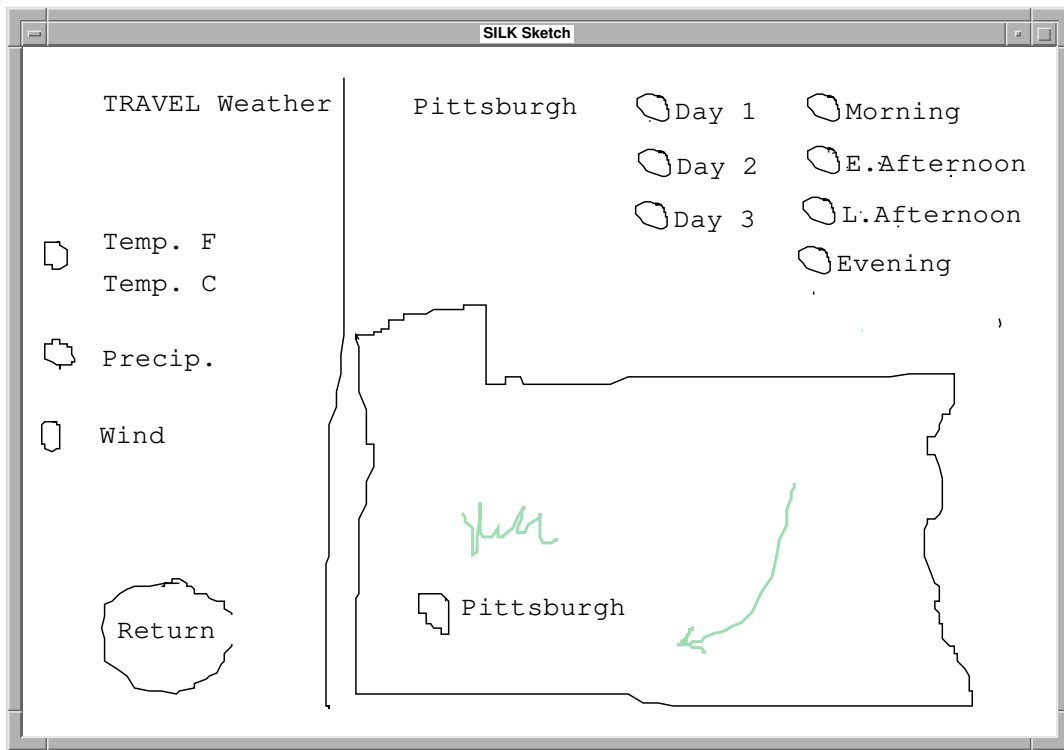 SILK Sketch
TRAVEL Weather
Temp. F
Temp. C
Precip.
Wind
Return
Pittsburgh
Day 1
Day 2
Day 3
Morning
E.Afternoon
L.Afternoon
Evening
Pittsburgh